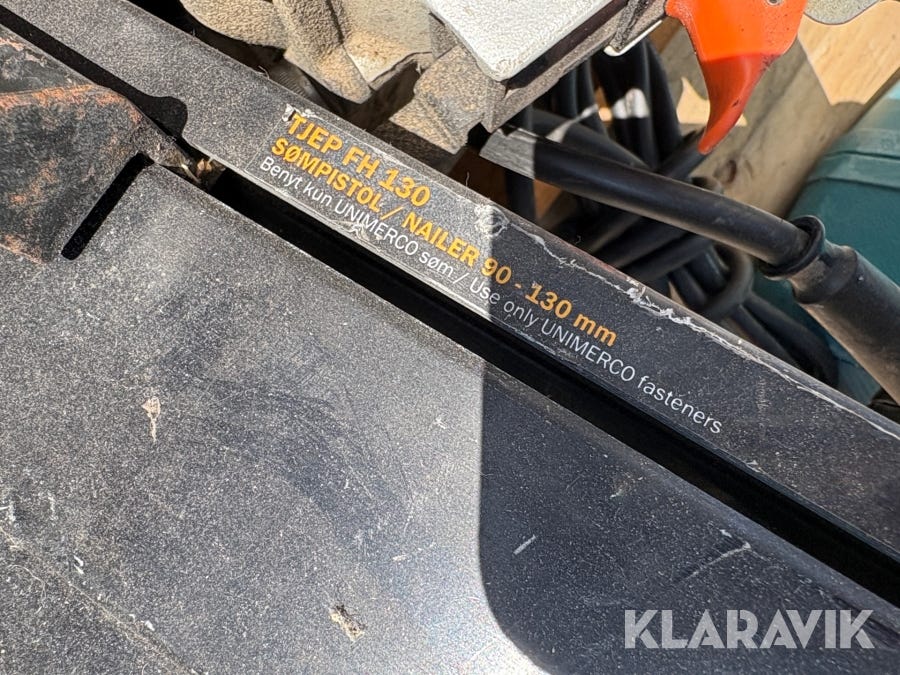 TJEP FH 130
SØMPISTOL / NAILER 90 - 130 mm
Benyt kun UNIMERCO søm / Use only UNIMERCO fasteners
KLARAVIK